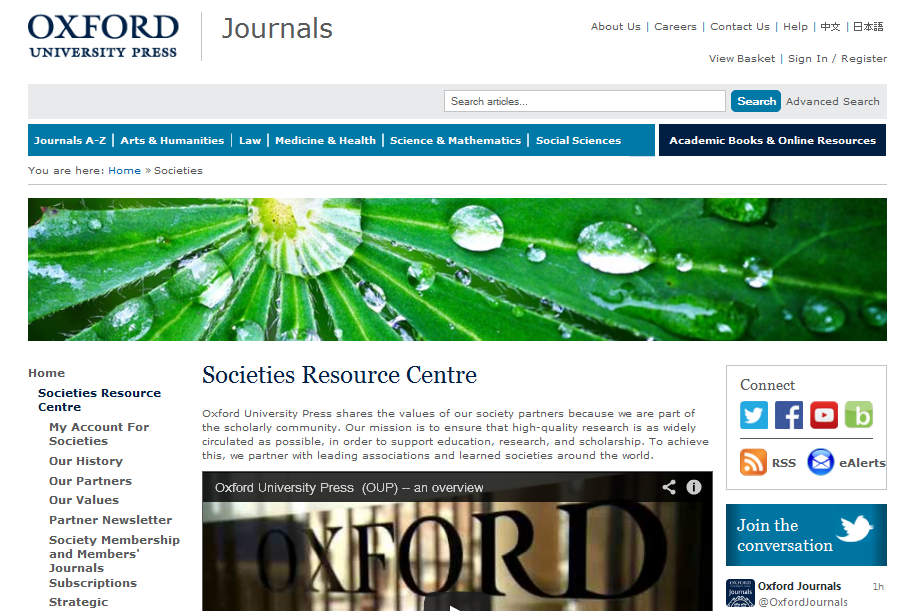 OXFORD
UNIVERSITY PRESS
Journals
About Us | Careers | Contact Us | Help | 中文 | 日本語
View Basket | Sign In / Register
Search articles...
Search
Advanced Search
Journals A-Z | Arts & Humanities | Law | Medicine & Health | Science & Mathematics | Social Sciences
Academic Books & Online Resources
You are here: Home » Societies
Home
Societies Resource
Centre
My Account For
Societies
Our History
Our Partners
Our Values
Partner Newsletter
Society Membership
and Members'
Journals
Subscriptions
Strategic
Societies Resource Centre
Oxford University Press shares the values of our society partners because we are part of
the scholarly community. Our mission is to ensure that high-quality research is as widely
circulated as possible, in order to support education, research, and scholarship. To achieve
this, we partner with leading associations and learned societies around the world.
Oxford University Press (OUP) -- an overview
OXFORD
Connect
RSS
eAlerts
Join the
conversation
OXFORD
Journals
Oxford Journals
1h
@OxfordJournals